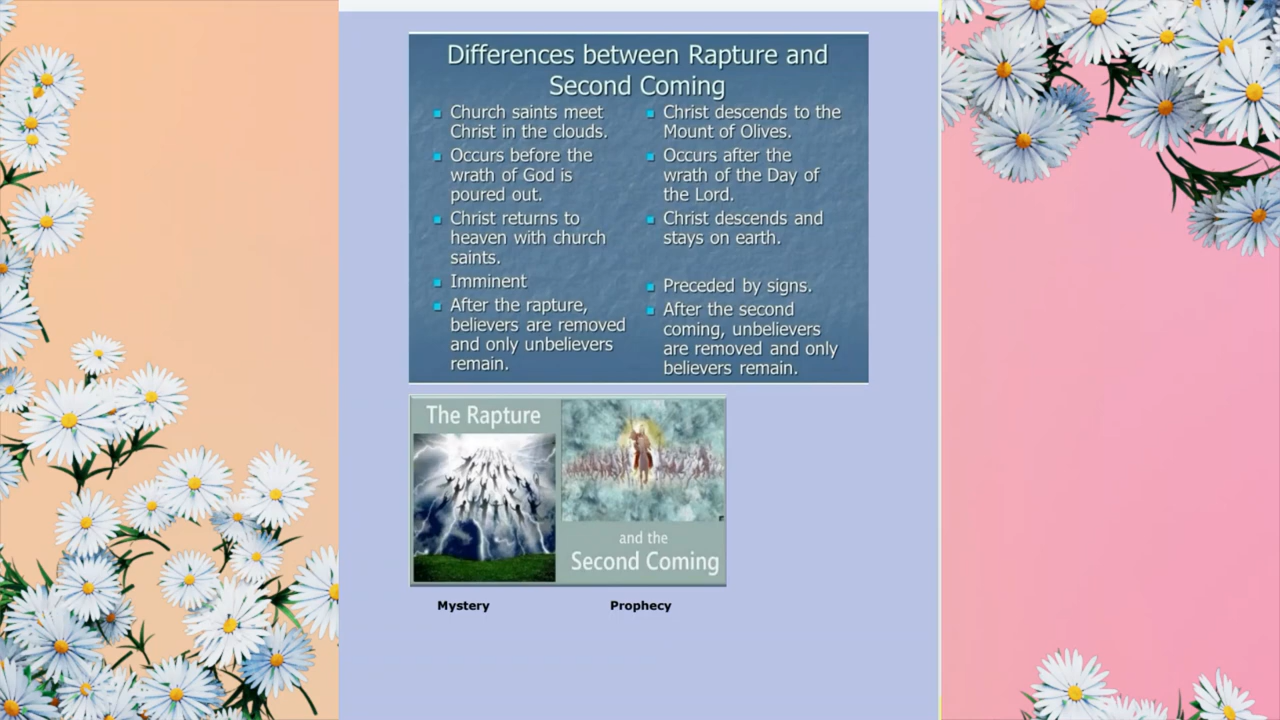 Differences between Rapture and
Second Coming
Church saints meet
Christ in the clouds.
Occurs before the
wrath of God is
poured out.
Christ returns to
heaven with church
saints.
Imminent
After the rapture,
believers are removed
and only unbelievers
remain.
Christ descends to the
Mount of Olives.
Occurs after the
wrath of the Day of
the Lord.
Christ descends and
stays on earth.
Preceded by signs.
After the second
coming, unbelievers
are removed and only
believers remain.
The Rapture
and the
Second Coming
Mystery
Prophecy